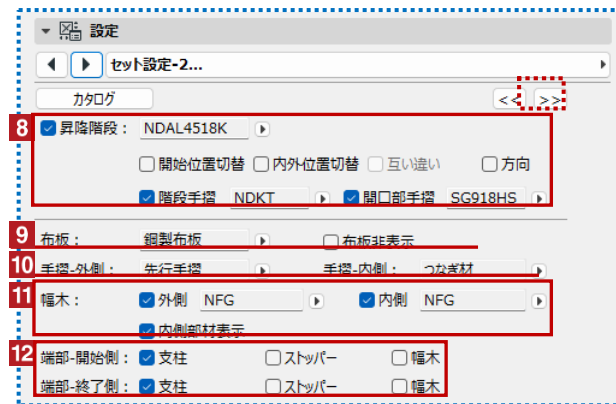 設定
セット設定-2...
カタログ << >>
8 昇降階段： NDAL4518K
開始位置切替 内外位置切替 互い違い 方向
階段手摺 NDKT 開口部手摺 SG918HS
9 布板： 鋼製布板 布板非表示
10 手摺-外側： 先行手摺 手摺-内側： つなぎ材
11 幅木： 外側 NFG 内側 NFG
内側部材表示
12 端部-開始側： 支柱 ストッパー 幅木
端部-終了側： 支柱 ストッパー 幅木